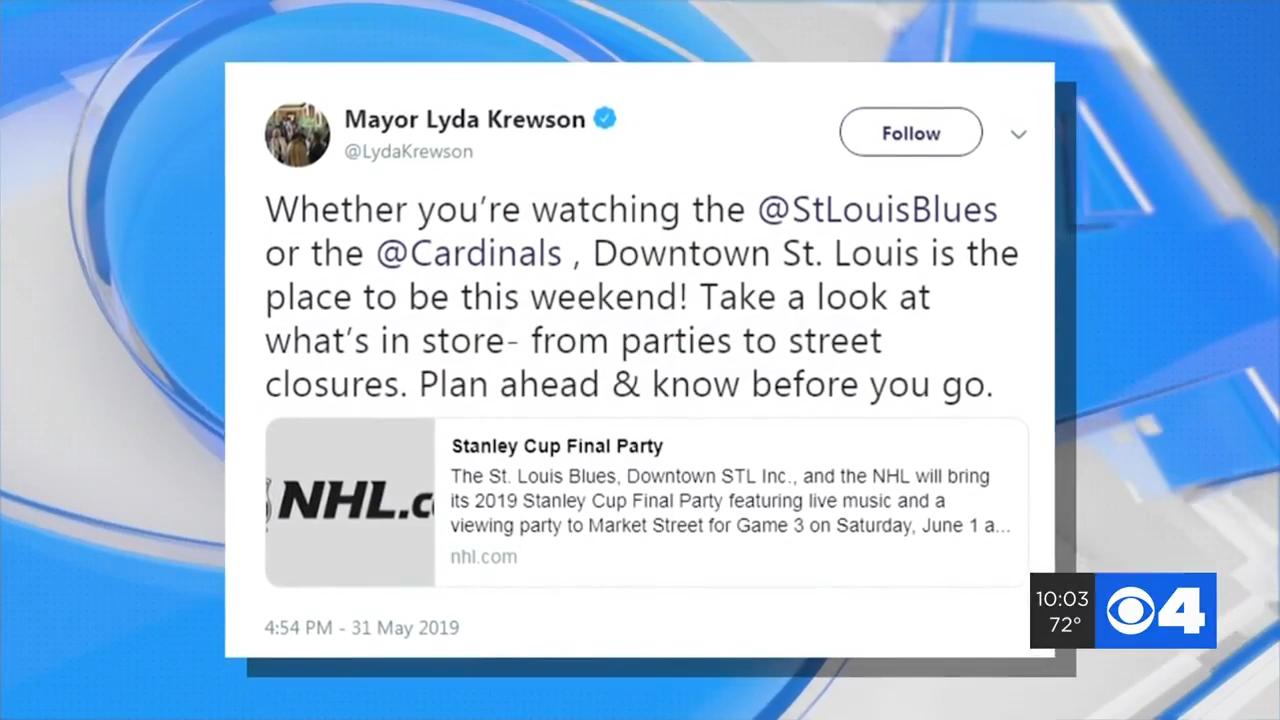 Mayor Lyda Krewson
@LydaKrewson
Follow
Whether you're watching the @StLouisBlues
or the @Cardinals , Downtown St. Louis is the
place to be this weekend! Take a look at
what's in store- from parties to street
closures. Plan ahead & know before you go.
NHL.c
Stanley Cup Final Party
The St. Louis Blues, Downtown STL Inc., and the NHL will bring
its 2019 Stanley Cup Final Party featuring live music and a
viewing party to Market Street for Game 3 on Saturday, June 1 a...
nhl.com
4:54 PM - 31 May 2019
10:03
72°
4